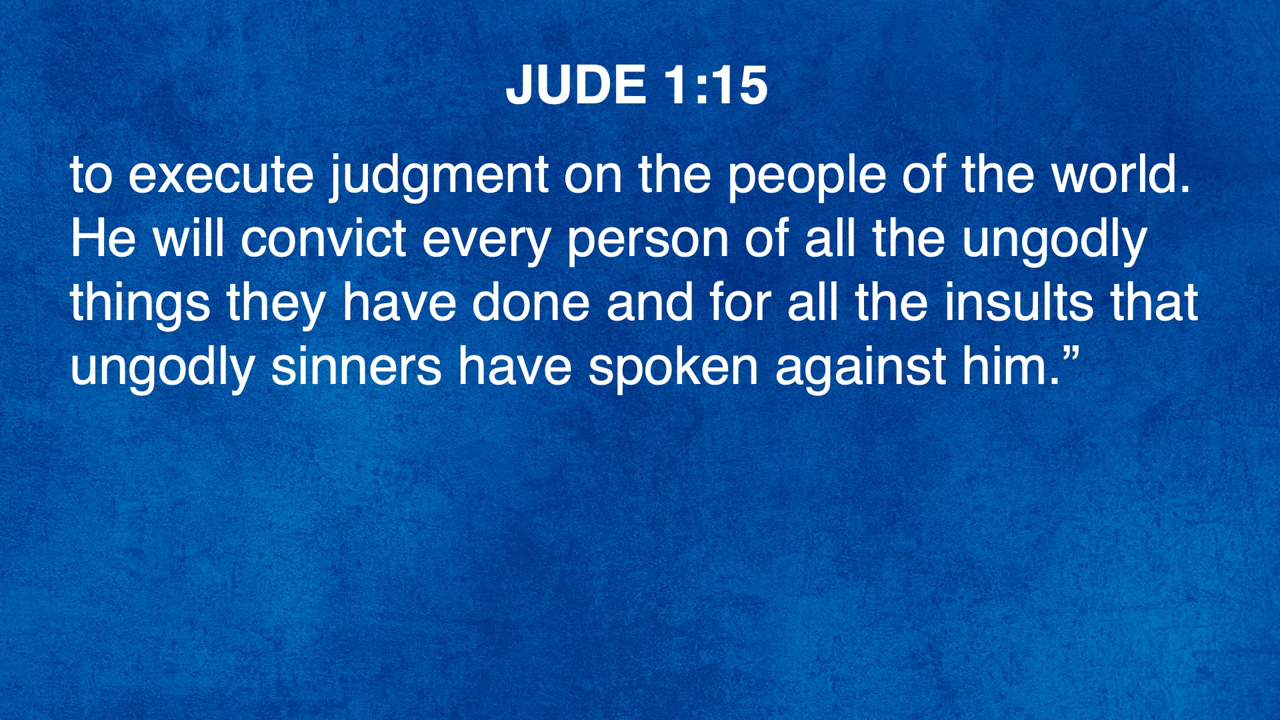 JUDE 1:15
to execute judgment on the people of the world.
He will convict every person of all the ungodly
things they have done and for all the insults that
ungodly sinners have spoken against him.”